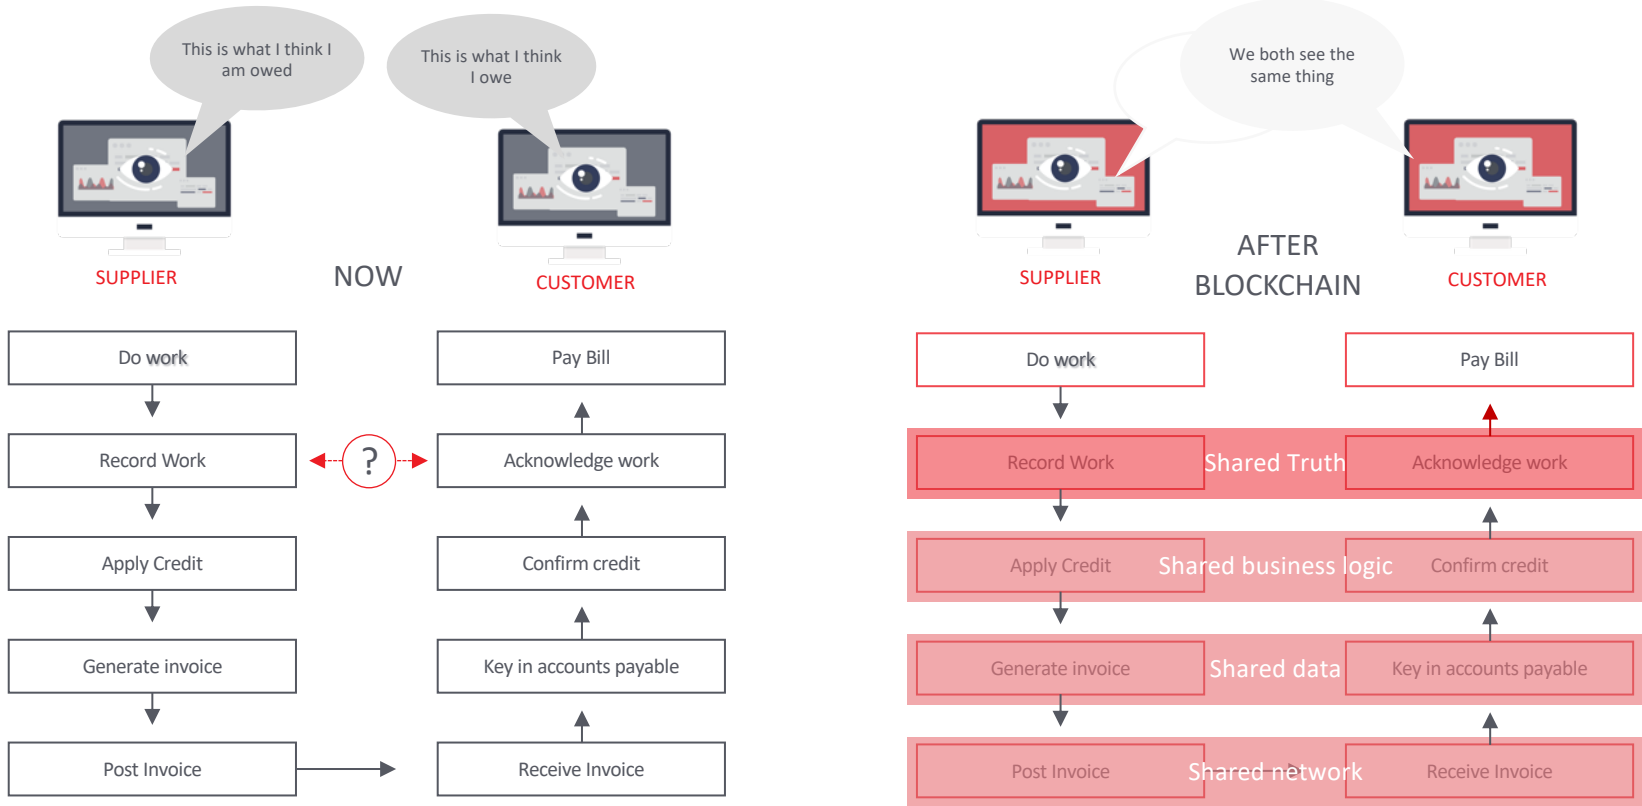 This is what I think I
am owed
This is what I think
I owe
SUPPLIER
NOW
CUSTOMER
Do work
Pay Bill
Record Work
?
Acknowledge work
Apply Credit
Confirm credit
Generate invoice
Key in accounts payable
Post Invoice
Receive Invoice
We both see the
same thing
SUPPLIER
AFTER
BLOCKCHAIN
CUSTOMER
Do work
Pay Bill
Record Work
Shared Truth
Acknowledge work
Apply Credit
Shared business logic
Confirm credit
Generate invoice
Shared data
Key in accounts payable
Post Invoice
Shared network
Receive Invoice